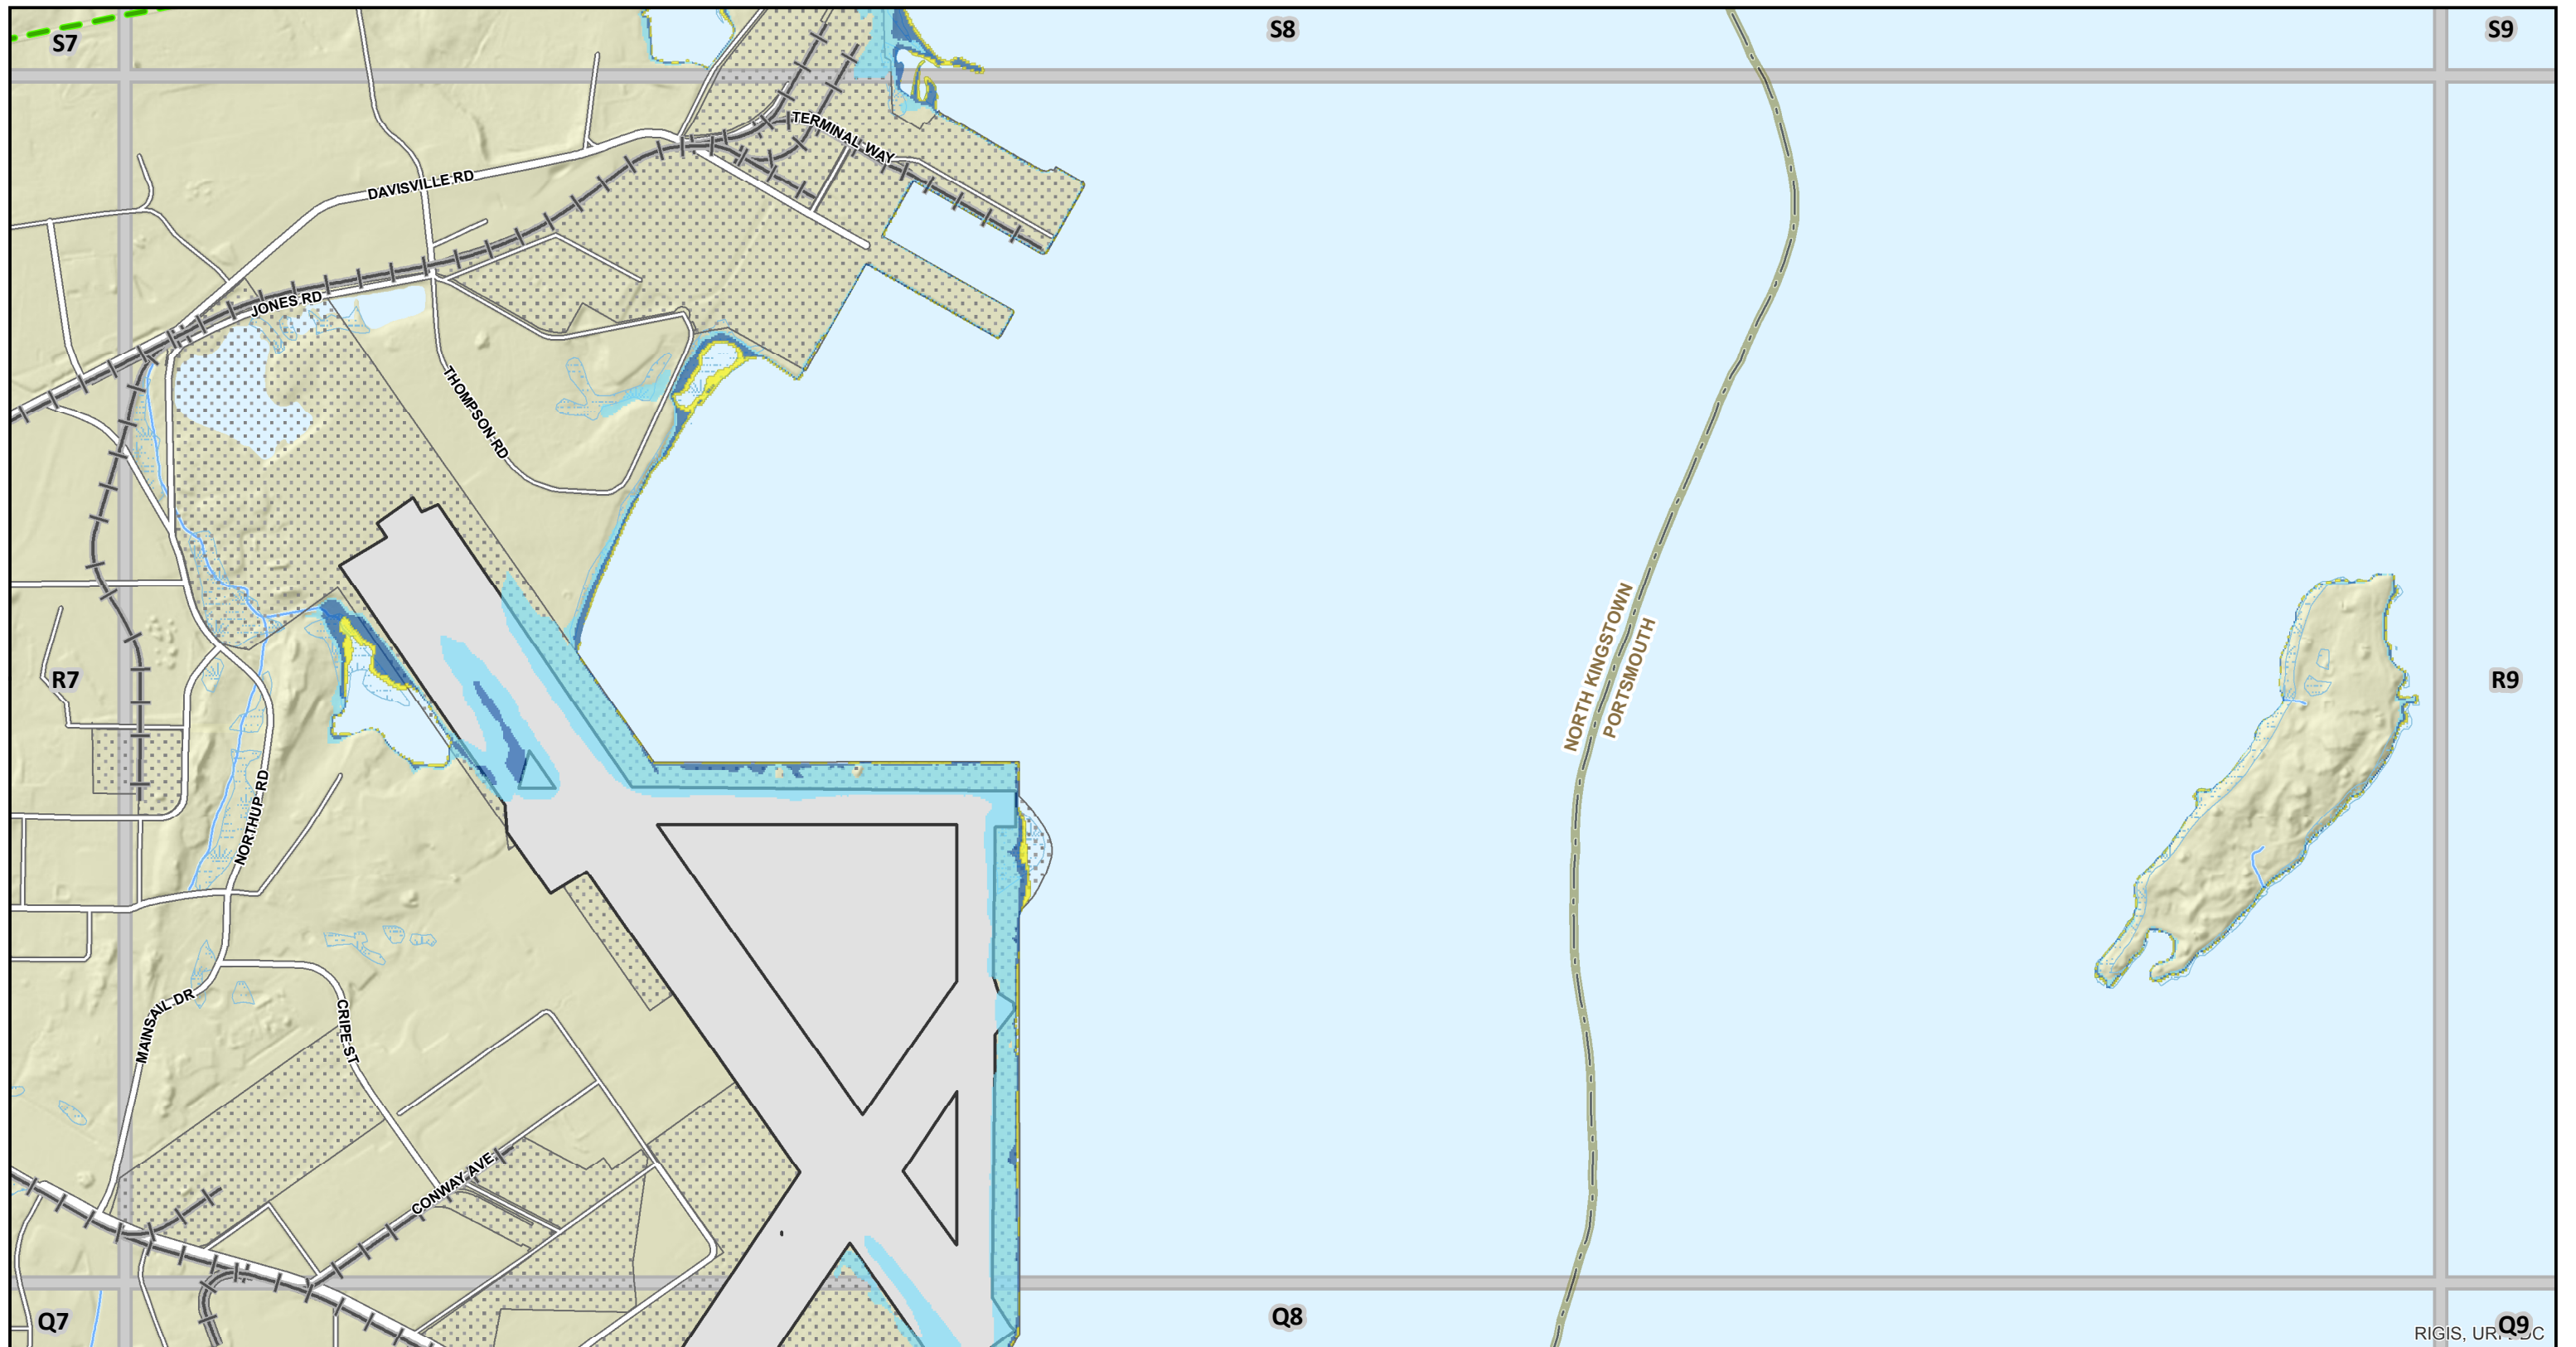 S7
S8
S9
TERMINAL WAY
DAVISVILLE RD
JONES RD
THOMPSON RD
NORTH KINGSTOWN
PORTSMOUTH
R7
R9
NORTHUP RD
MAINSAIL DR
CRIPE ST
CONWAY AVE
Q7
Q8
Q9
RIGIS,